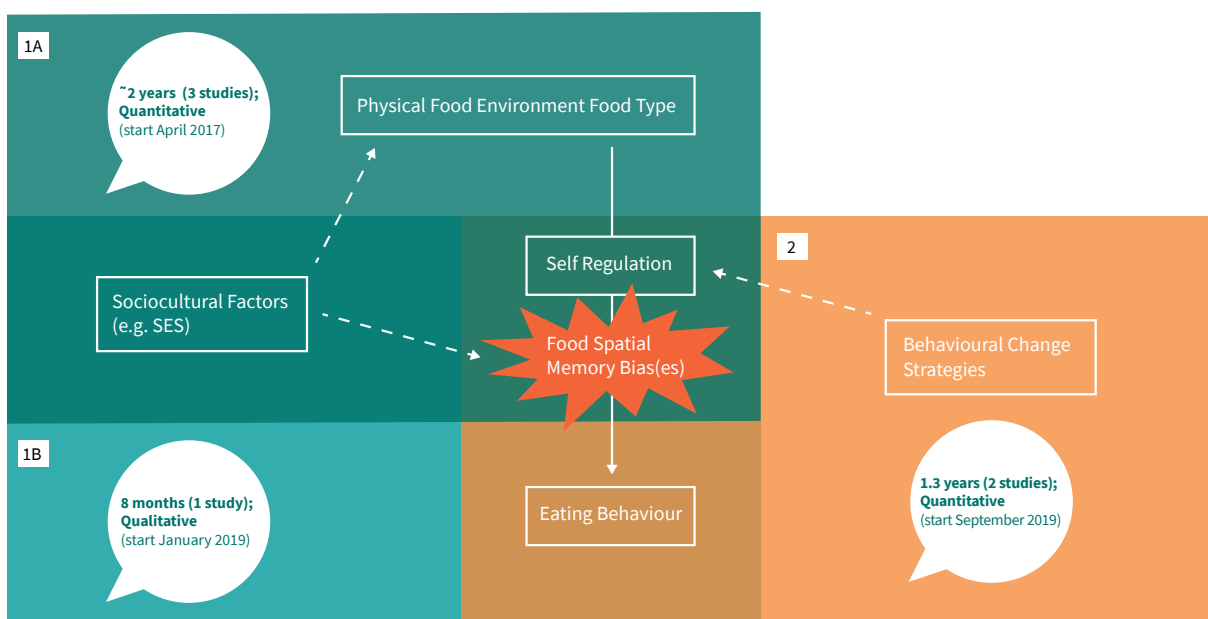 1A
˜2 years (3 studies);
Quantitative
(start April 2017)
Physical Food Environment Food Type
Sociocultural Factors
(e.g. SES)
Self Regulation
Food Spatial
Memory Bias(es)
2
Behavioural Change
Strategies
1B
8 months (1 study);
Qualitative
(start January 2019)
Eating Behaviour
1.3 years (2 studies);
Quantitative
(start September 2019)